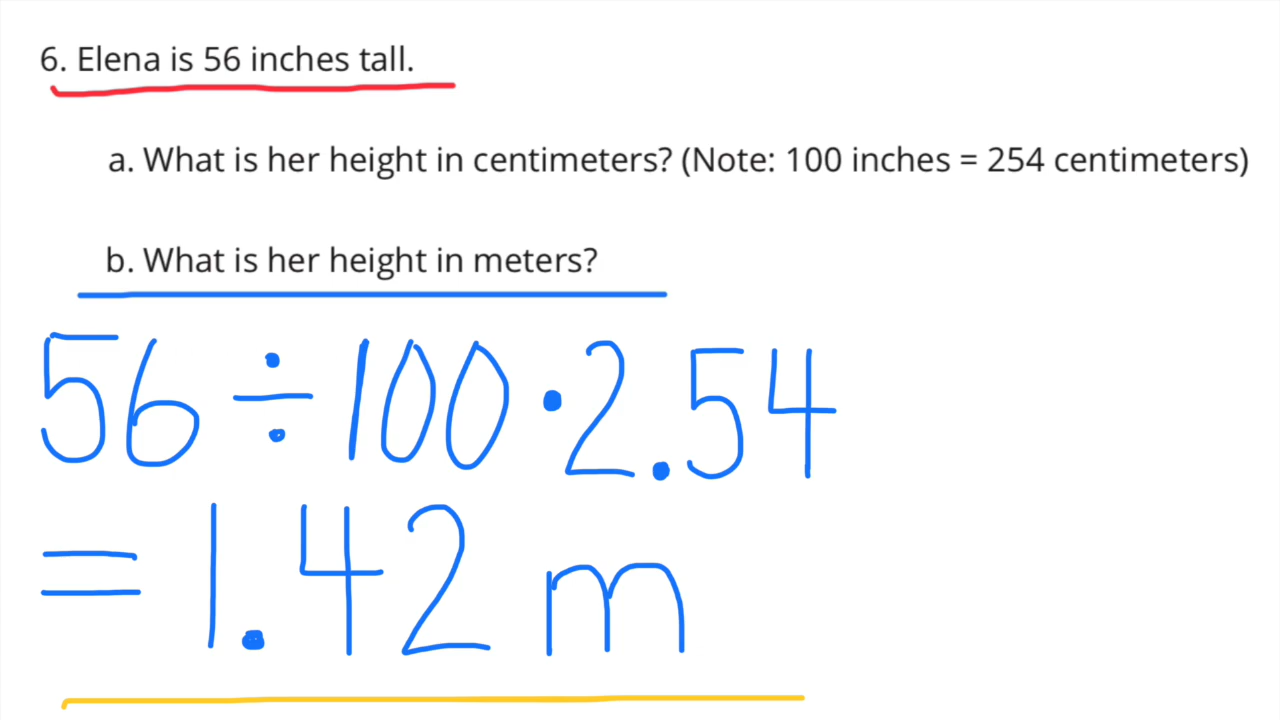 6. Elena is 56 inches tall.
a. What is her height in centimeters? (Note: 100 inches = 254 centimeters)
b. What is her height in meters?
56 ÷ 100 · 2.54
= 1.42 m